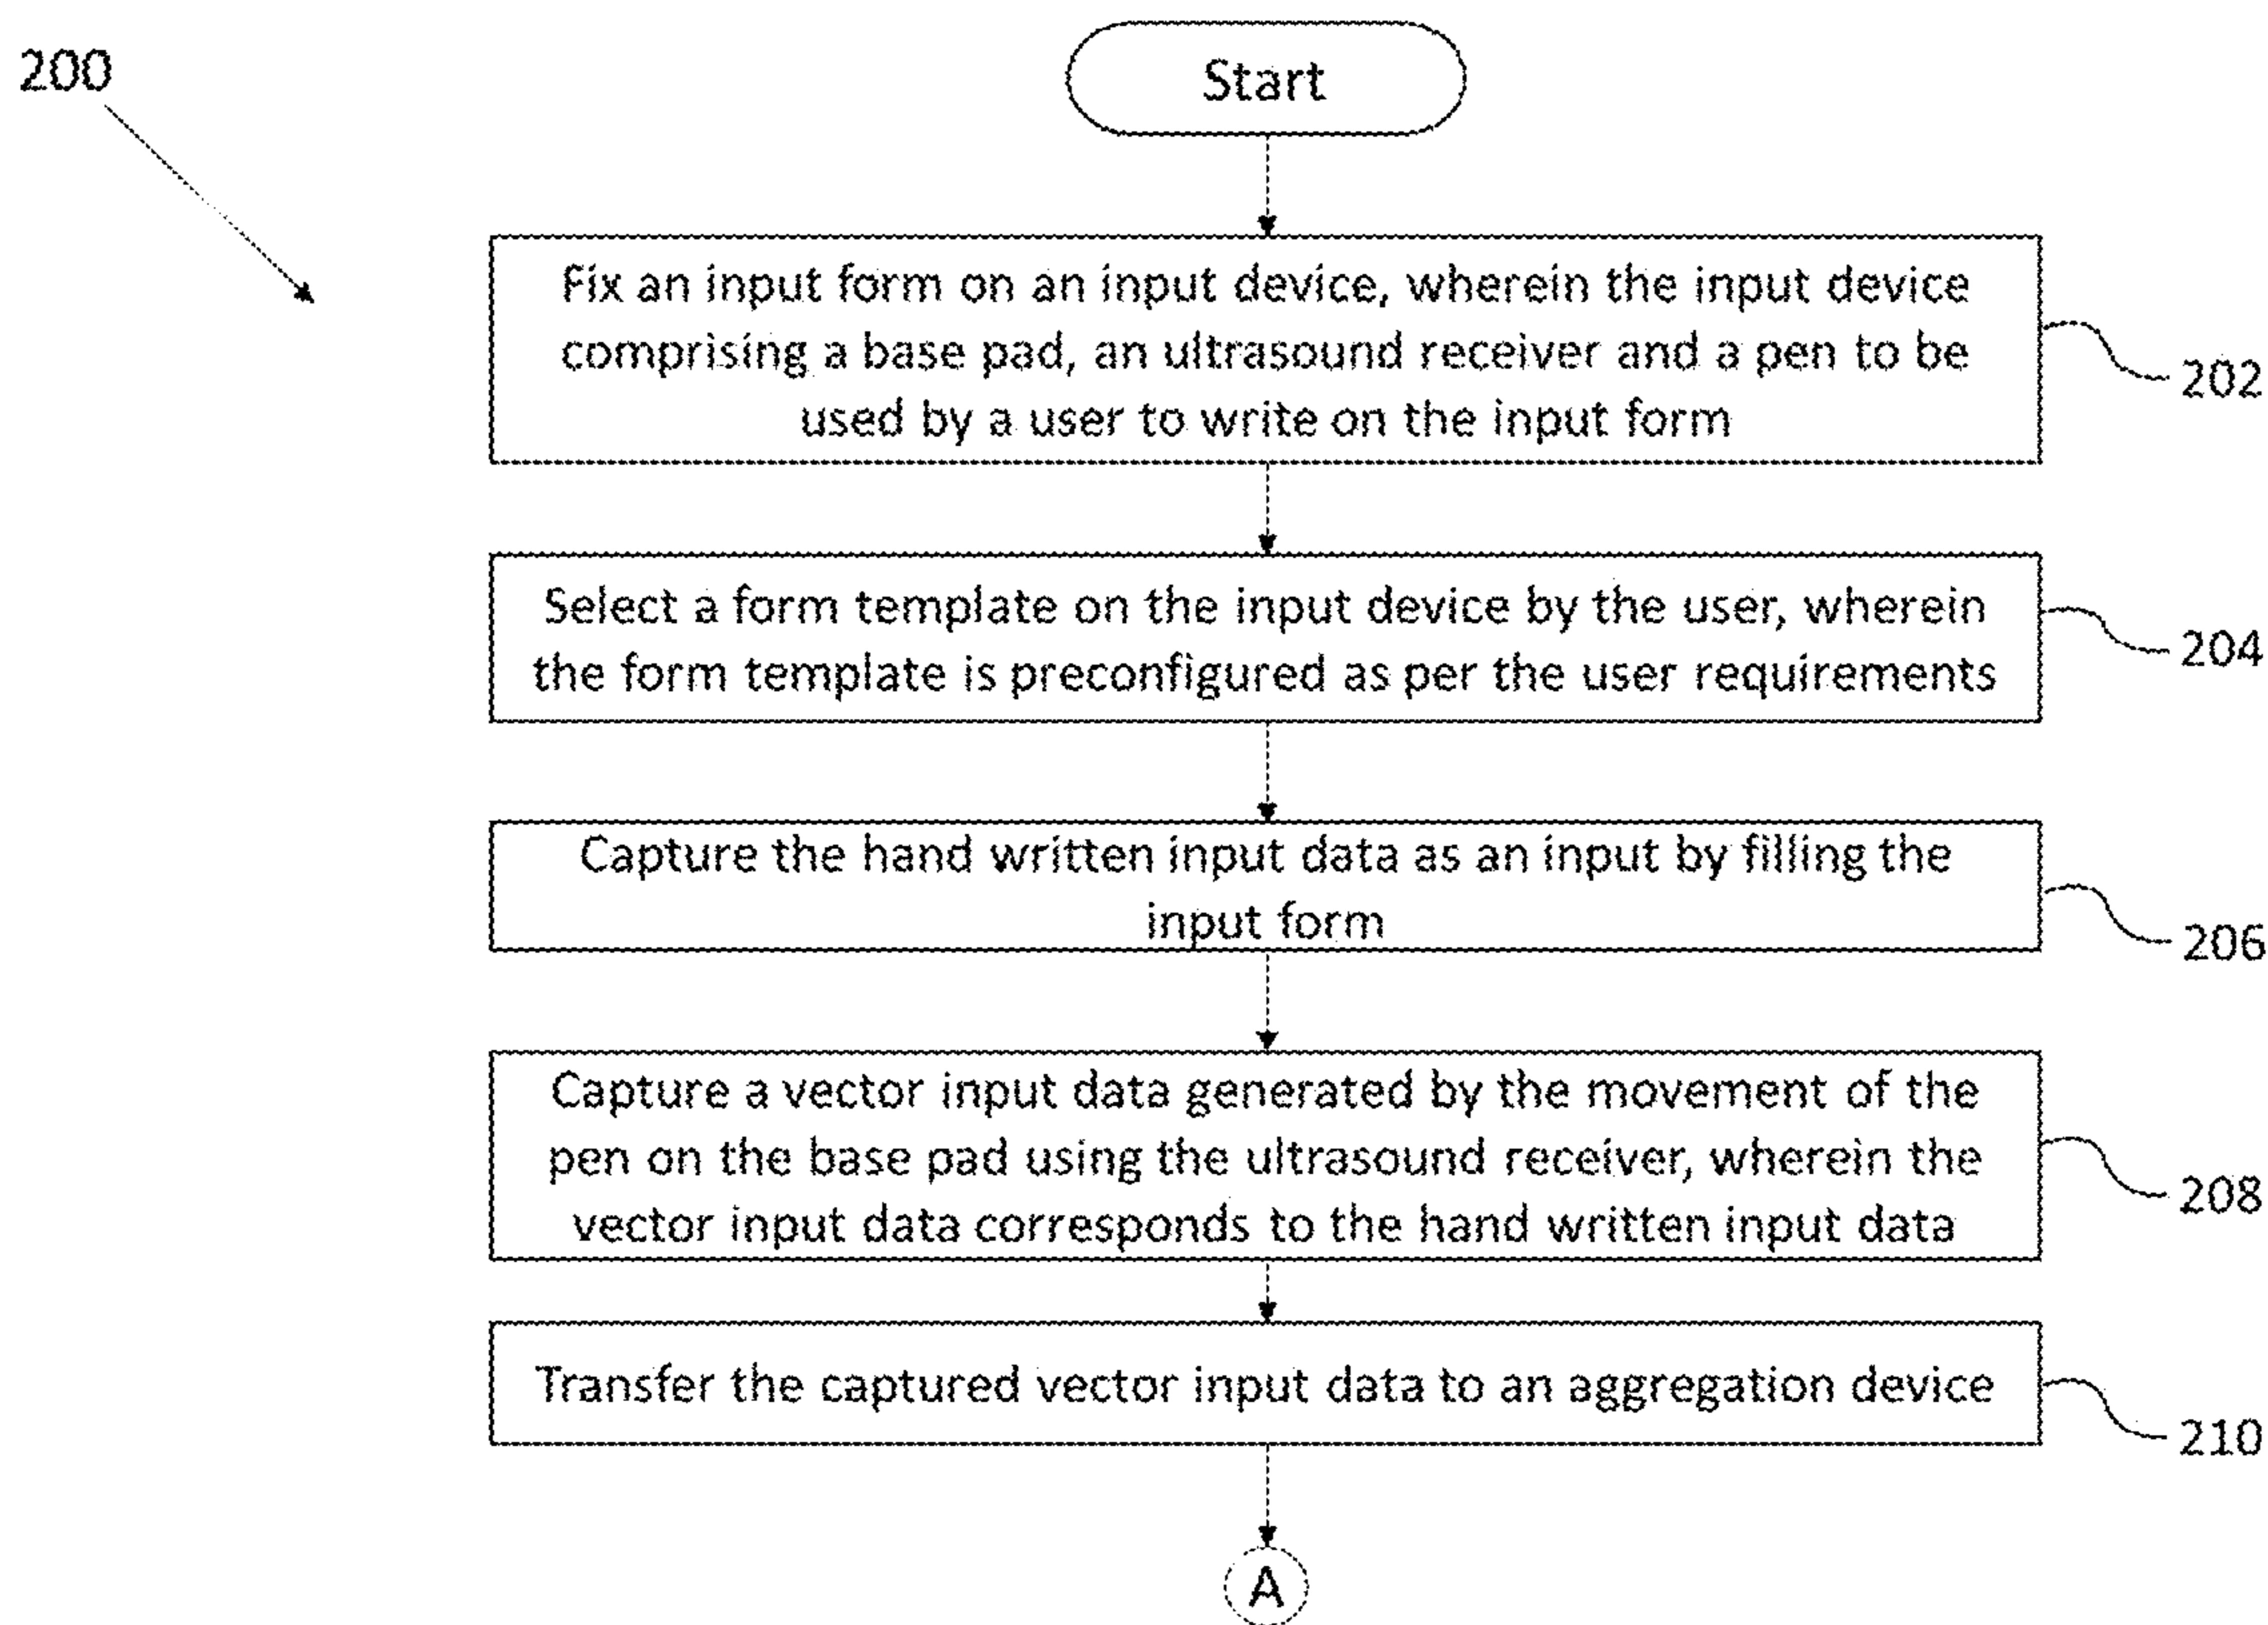 200
Start
Fix an input form on an input device, wherein the input device
comprising a base pad, an ultrasound receiver and a pen to be
used by a user to write on the input form
202
Select a form template on the input device by the user, wherein
the form template is preconfigured as per the user requirements
204
Capture the hand written input data as an input by filling the
input form
206
Capture a vector input data generated by the movement of the
pen on the base pad using the ultrasound receiver, wherein the
vector input data corresponds to the hand written input data
208
Transfer the captured vector input data to an aggregation device
210
A